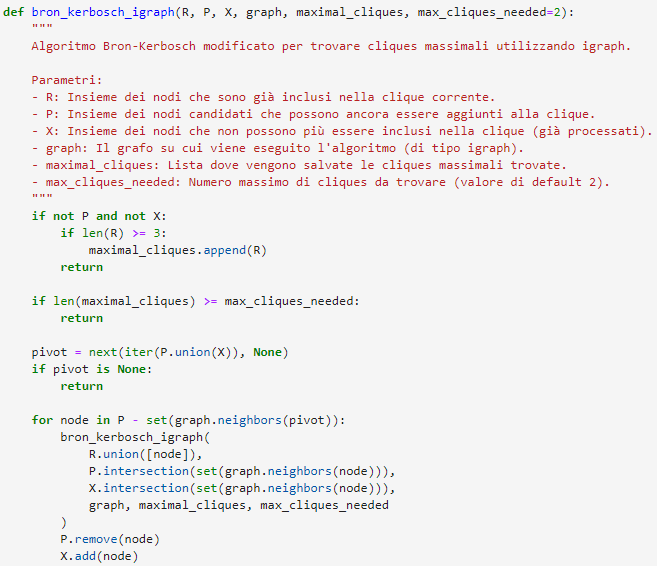 def bron_kerbosch_igraph(R, P, X, graph, maximal_cliques, max_cliques_needed=2):
    """
    Algoritmo Bron-Kerbosch modificato per trovare cliques massimali utilizzando igraph.

    Parametri:
    - R: Insieme dei nodi che sono già inclusi nella clique corrente.
    - P: Insieme dei nodi candidati che possono ancora essere aggiunti alla clique.
    - X: Insieme dei nodi che non possono più essere inclusi nella clique (già processati).
    - graph: Il grafo su cui viene eseguito l'algoritmo (di tipo igraph).
    - maximal_cliques: Lista dove vengono salvate le cliques massimali trovate.
    - max_cliques_needed: Numero massimo di cliques da trovare (valore di default 2).
    """
    if not P and not X:
        if len(R) >= 3:
            maximal_cliques.append(R)
        return

    if len(maximal_cliques) >= max_cliques_needed:
        return

    pivot = next(iter(P.union(X)), None)
    if pivot is None:
        return

    for node in P - set(graph.neighbors(pivot)):
        bron_kerbosch_igraph(
            R.union([node]),
            P.intersection(set(graph.neighbors(node))),
            X.intersection(set(graph.neighbors(node))),
            graph, maximal_cliques, max_cliques_needed
        )
        P.remove(node)
        X.add(node)